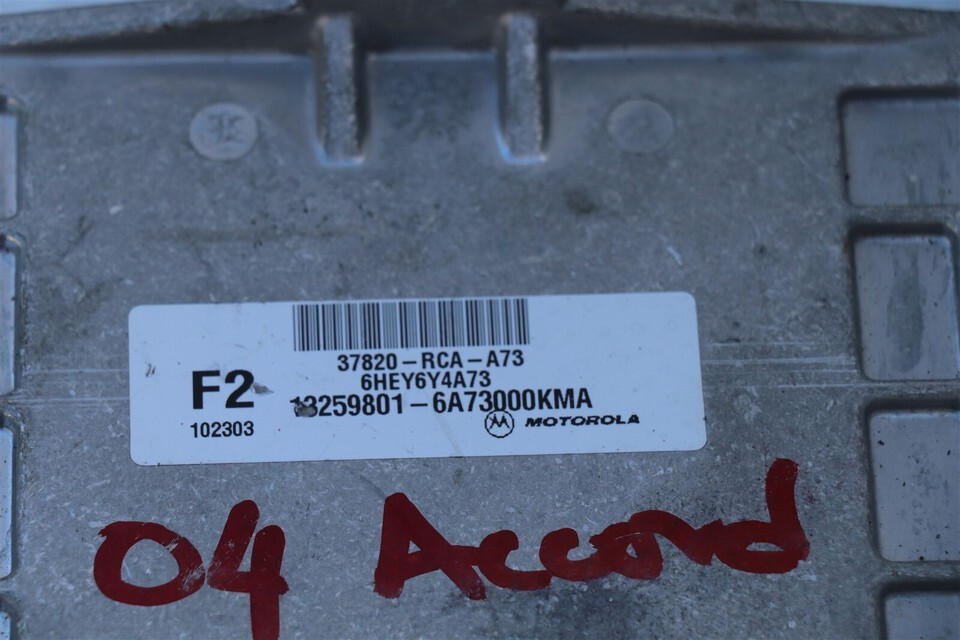 37820-RCA-A73
6HEY6Y4A73
F2
13259801-6A73000KMA
102303
MOTOROLA
04 Accord